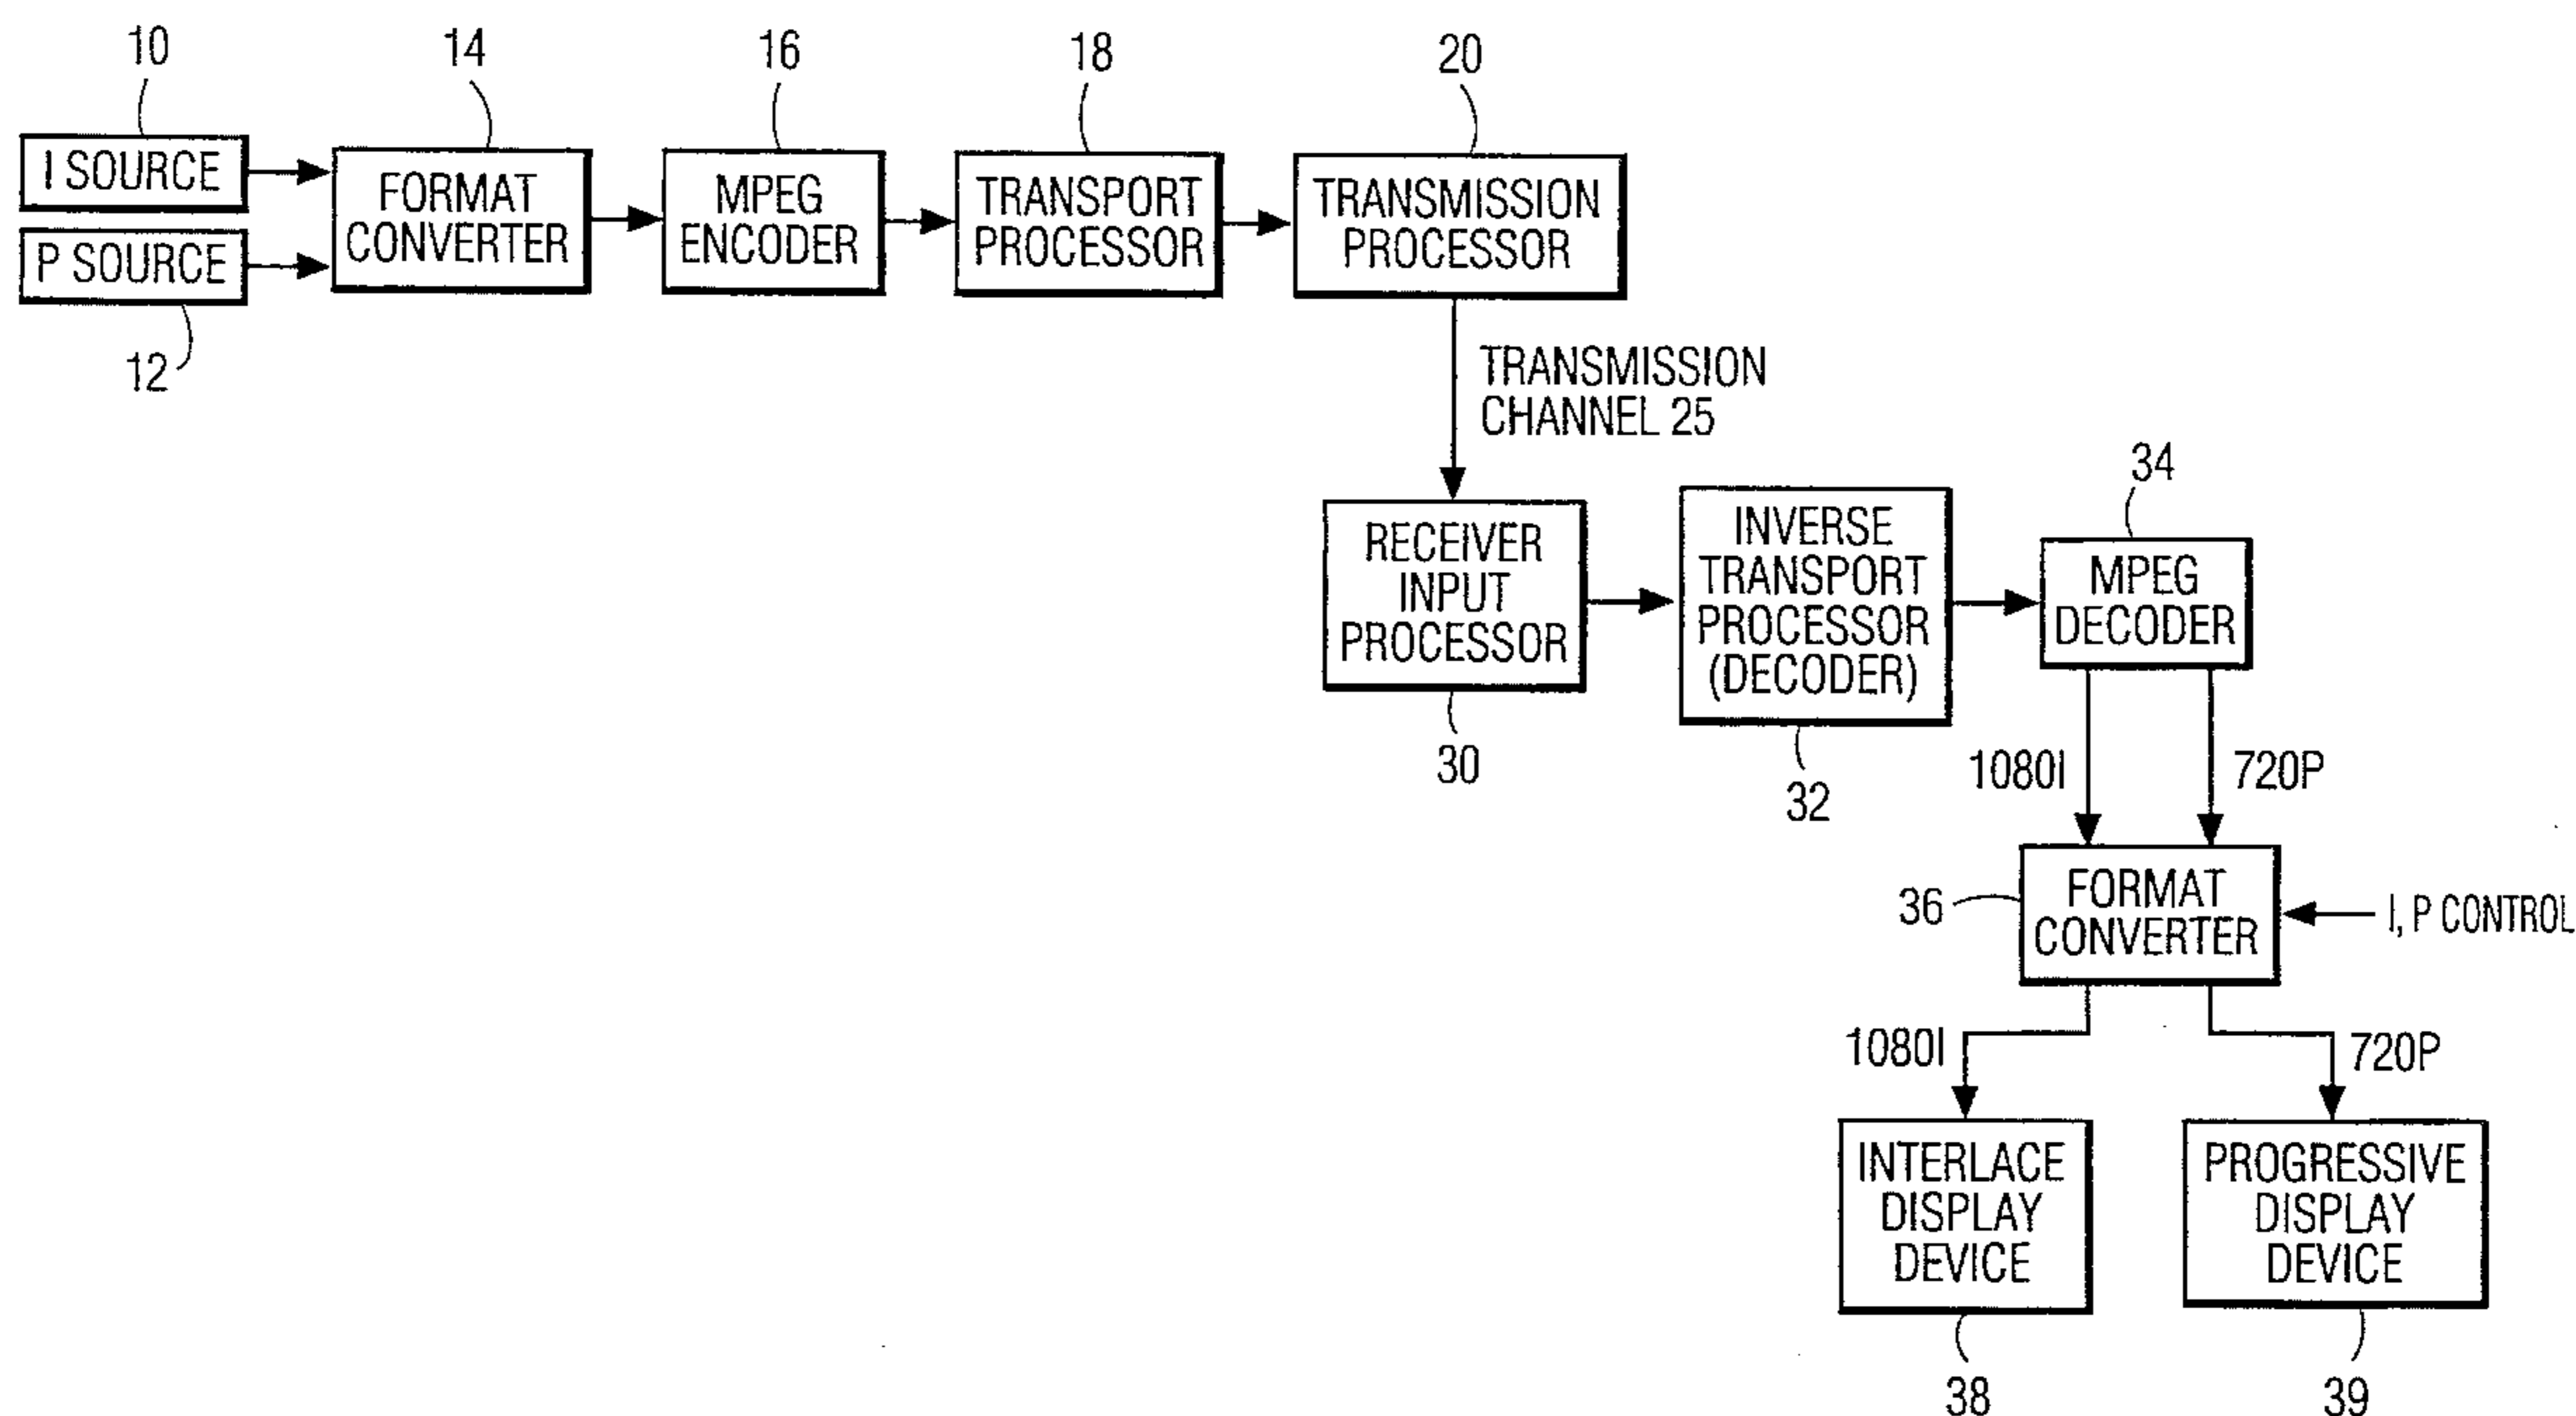 10
14
16
18
20
I SOURCE
P SOURCE
12
FORMAT
CONVERTER
MPEG
ENCODER
TRANSPORT
PROCESSOR
TRANSMISSION
PROCESSOR
TRANSMISSION
CHANNEL 25
RECEIVER
INPUT
PROCESSOR
30
INVERSE
TRANSPORT
PROCESSOR
(DECODER)
32
34
MPEG
DECODER
1080I
720P
36
FORMAT
CONVERTER
I, P CONTROL
1080I
720P
INTERLACE
DISPLAY
DEVICE
38
PROGRESSIVE
DISPLAY
DEVICE
39